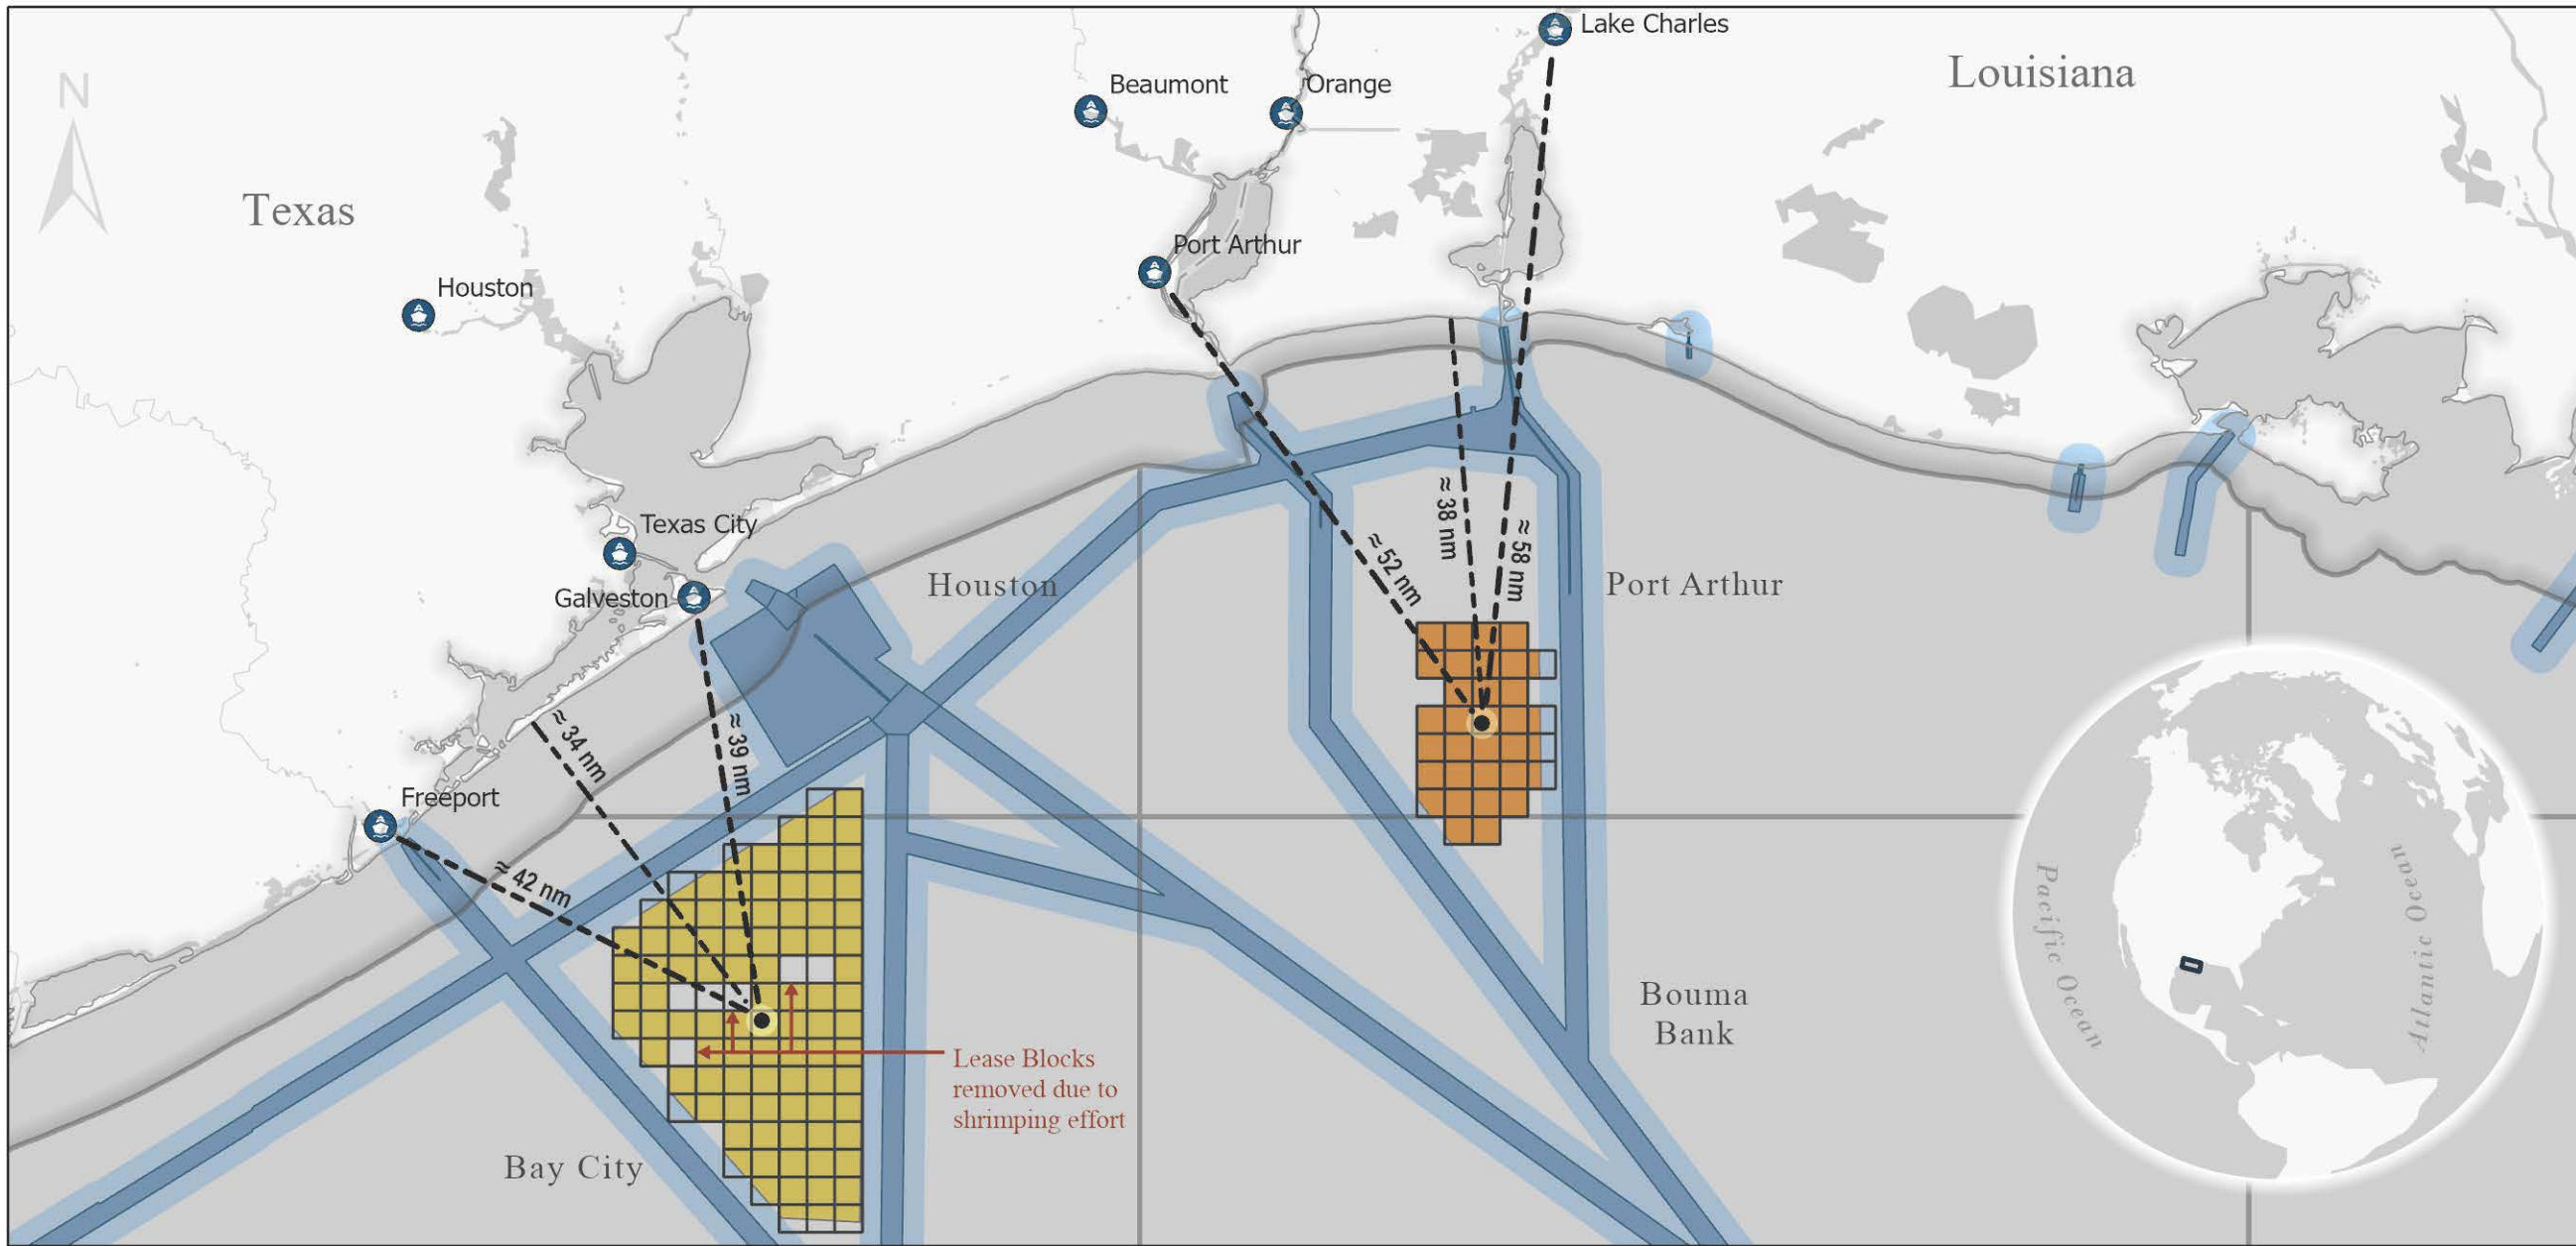 Lake Charles
Louisiana
N
Beaumont
Orange
Texas
Port Arthur
Houston
≈ 38 nm
≈ 52 nm
≈ 58 nm
Texas City
Galveston
Houston
Port Arthur
≈ 34 nm
≈ 39 nm
Freeport
≈ 42 nm
Pacific Ocean
Atlantic Ocean
Bouma
Bank
Lease Blocks
removed due to
shrimping effort
Bay City